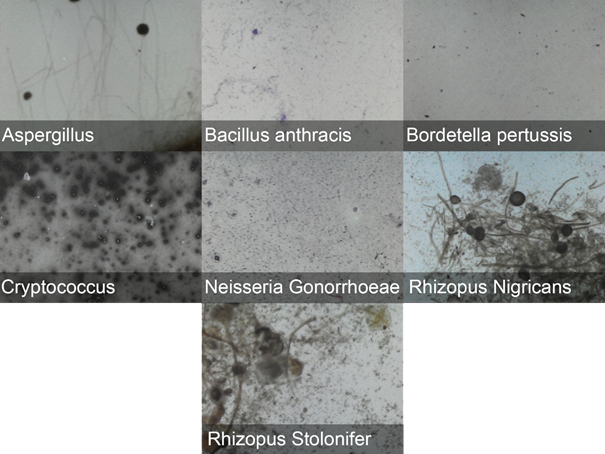 Aspergillus
Bacillus anthracis
Bordetella pertussis
Cryptococcus
Neisseria Gonorrhoeae
Rhizopus Nigricans
Rhizopus Stolonifer